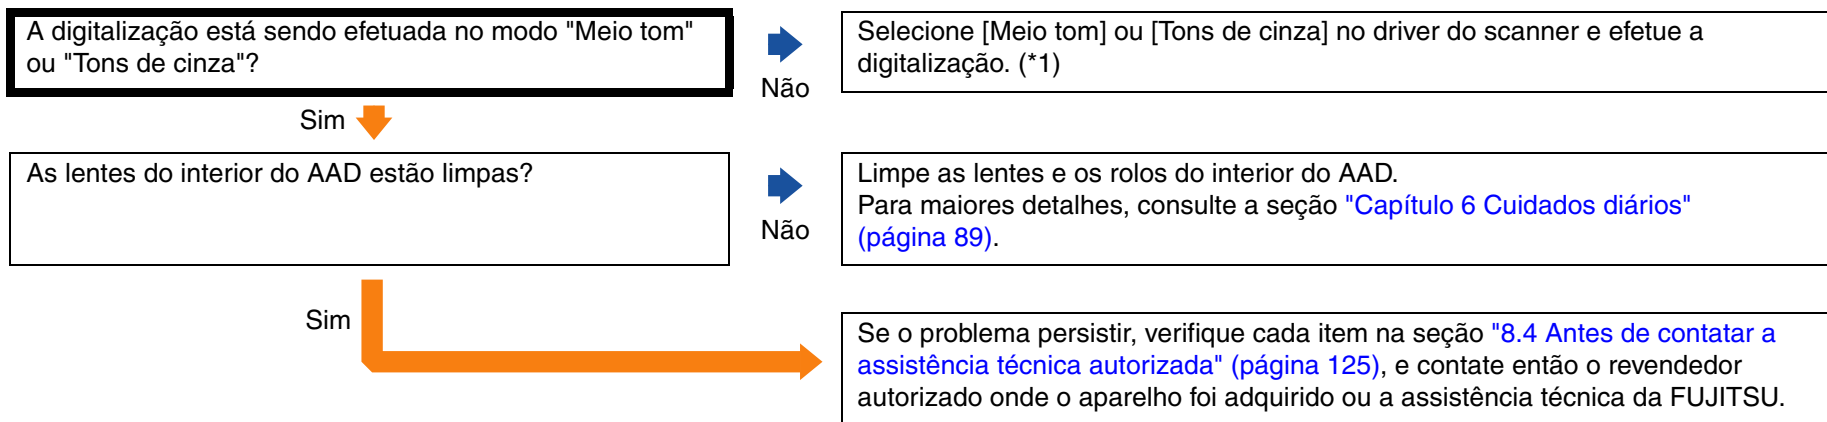 A digitalização está sendo efetuada no modo "Meio tom"
ou "Tons de cinza"?
Não
Selecione [Meio tom] ou [Tons de cinza] no driver do scanner e efetue a
digitalização. (*1)
Sim
As lentes do interior do AAD estão limpas?
Não
Limpe as lentes e os rolos do interior do AAD.
Para maiores detalhes, consulte a seção "Capítulo 6 Cuidados diários"
(página 89).
Sim
Se o problema persistir, verifique cada item na seção "8.4 Antes de contatar a
assistência técnica autorizada" (página 125), e contate então o revendedor
autorizado onde o aparelho foi adquirido ou a assistência técnica da FUJITSU.